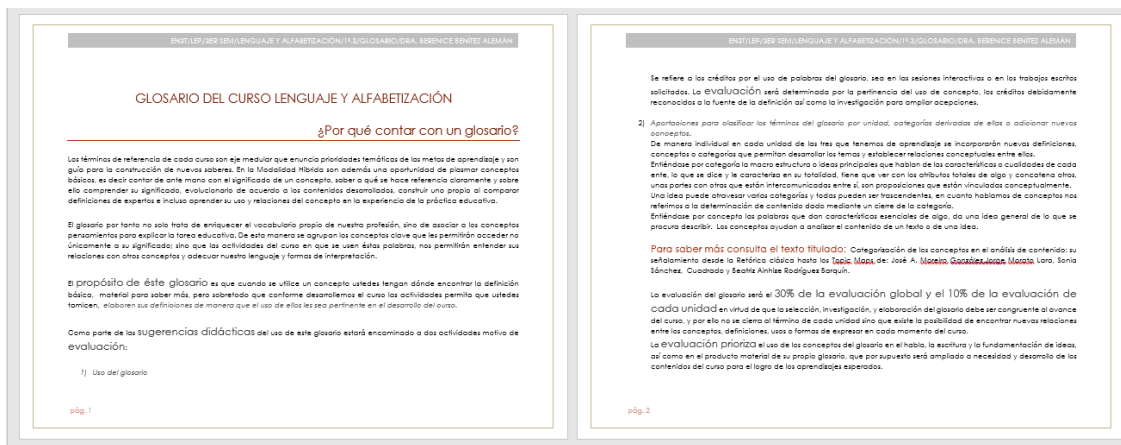 ENST/LEP/3ER SEM/LENGUAJE Y ALFABETIZACIÓN/1º.3/GLOSARIO/DRA. BERENICE BENÍTEZ ALEMÁN
GLOSARIO DEL CURSO LENGUAJE Y ALFABETIZACIÓN
¿Por qué contar con un glosario?
Los términos de referencia de cada curso son eje medular que enuncia prioridades temáticas de las metas de aprendizaje y son
guía para la construcción de nuevos saberes. En la Modalidad Híbrida son además una oportunidad de plasmar conceptos
básicos, es decir contar de ante mano con el significado de un concepto, saber a qué se hace referencia claramente y sobre
ello comprender su significado, evolucionarlo de acuerdo a los contenidos desarrollados, construir uno propio al comparar
definiciones de expertos e incluso aprender su uso y relaciones del concepto en la experiencia de la práctica educativa.
El glosario por tanto no solo trata de enriquecer el vocabulario propio de nuestra profesión, sino de asociar a los conceptos
pensamientos para explicar la tarea educativa. De esta manera se agrupan los conceptos clave que les permitirán acceder no
únicamente a su significado; sino que las actividades del curso en que se usen éstas palabras, nos permitirán entender sus
relaciones con otros conceptos y adecuar nuestro lenguaje y formas de interpretación.
El propósito de éste glosario es que cuando se utilice un concepto ustedes tengan dónde encontrar la definición
básica, material para saber más, pero sobretodo que conforme desarrollemos el curso las actividades permita que ustedes
tamicen, elaboren sus definiciones de manera que el uso de ellos les sea pertinente en el desarrollo del curso.
Como parte de las sugerencias didácticas del uso de este glosario estará encaminado a dos actividades motivo de
evaluación:
1) Uso del glosario
pág. 1
ENST/LEP/3ER SEM/LENGUAJE Y ALFABETIZACIÓN/1º.3/GLOSARIO/DRA. BERENICE BENÍTEZ ALEMÁN
Se refiere a los créditos por el uso de palabras del glosario, sea en las sesiones interactivas o en los trabajos escritos
solicitados. La evaluación será determinada por la pertinencia del uso de concepto, los créditos debidamente
reconocidos a la fuente de la definición así como la investigación para ampliar acepciones.
2) Aportaciones para clasificar los términos del glosario por unidad, categorías derivadas de ellos o adicionar nuevos
conceptos.
De manera individual en cada unidad de las tres que tenemos de aprendizaje se incorporarán nuevas definiciones,
conceptos o categorías que permitan desarrollar los temas y establecer relaciones conceptuales entre ellos.
Entiéndase por categoría la macro estructura o ideas principales que hablan de las características o cualidades de cada
ente, lo que se dice y le caracteriza en su totalidad, tiene que ver con los atributos totales de algo y concatena otros,
unas partes con otras que están intercomunicadas entre sí, son proposiciones que están vinculadas conceptualmente.
Una idea puede atravesar varias categorías y todas pueden ser trascendentes, en cuanto hablamos de conceptos nos
referimos a la determinación de contenido dado mediante un cierre de la categoría.
Entiéndase por concepto las palabras que dan características esenciales de algo, da una idea general de lo que se
procura describir. Los conceptos ayudan a analizar el contenido de un texto o de una idea.
Para saber más consulta el texto titulado: Categorización de los conceptos en el análisis de contenido: su
señalamiento desde la Retórica clásica hasta los Topic Maps de: José A. Moreiro González,Jorge Morato Lara, Sonia
Sánchez, Cuadrado y Beatriz Ainhize Rodríguez Barquín.
La evaluación del glosario será el 30% de la evaluación global y el 10% de la evaluación de
cada unidad en virtud de que la selección, investigación, y elaboración del glosario debe ser congruente al avance
del curso, y por ello no se cierra al término de cada unidad sino que existe la posibilidad de encontrar nuevas relaciones
entre los conceptos, definiciones, usos o formas de expresar en cada momento del curso.
La evaluación prioriza el uso de los conceptos del glosario en el habla, la escritura y la fundamentación de ideas,
así como en el producto material de su propio glosario, que por supuesto será ampliado a necesidad y desarrollo de los
contenidos del curso para el logro de los aprendizajes esperados.
pág. 2